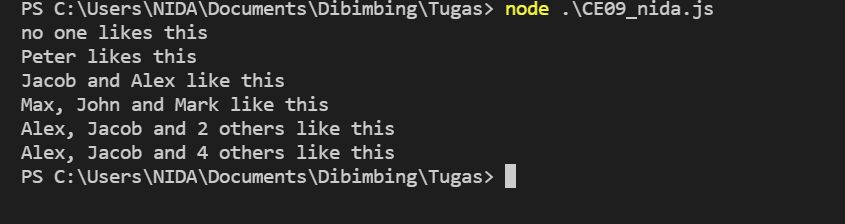 PS C:\Users\NIDA\Documents\Dibimbing\Tugas> node .\CE09_nida.js
no one likes this
Peter likes this
Jacob and Alex like this
Max, John and Mark like this
Alex, Jacob and 2 others like this
Alex, Jacob and 4 others like this
PS C:\Users\NIDA\Documents\Dibimbing\Tugas>